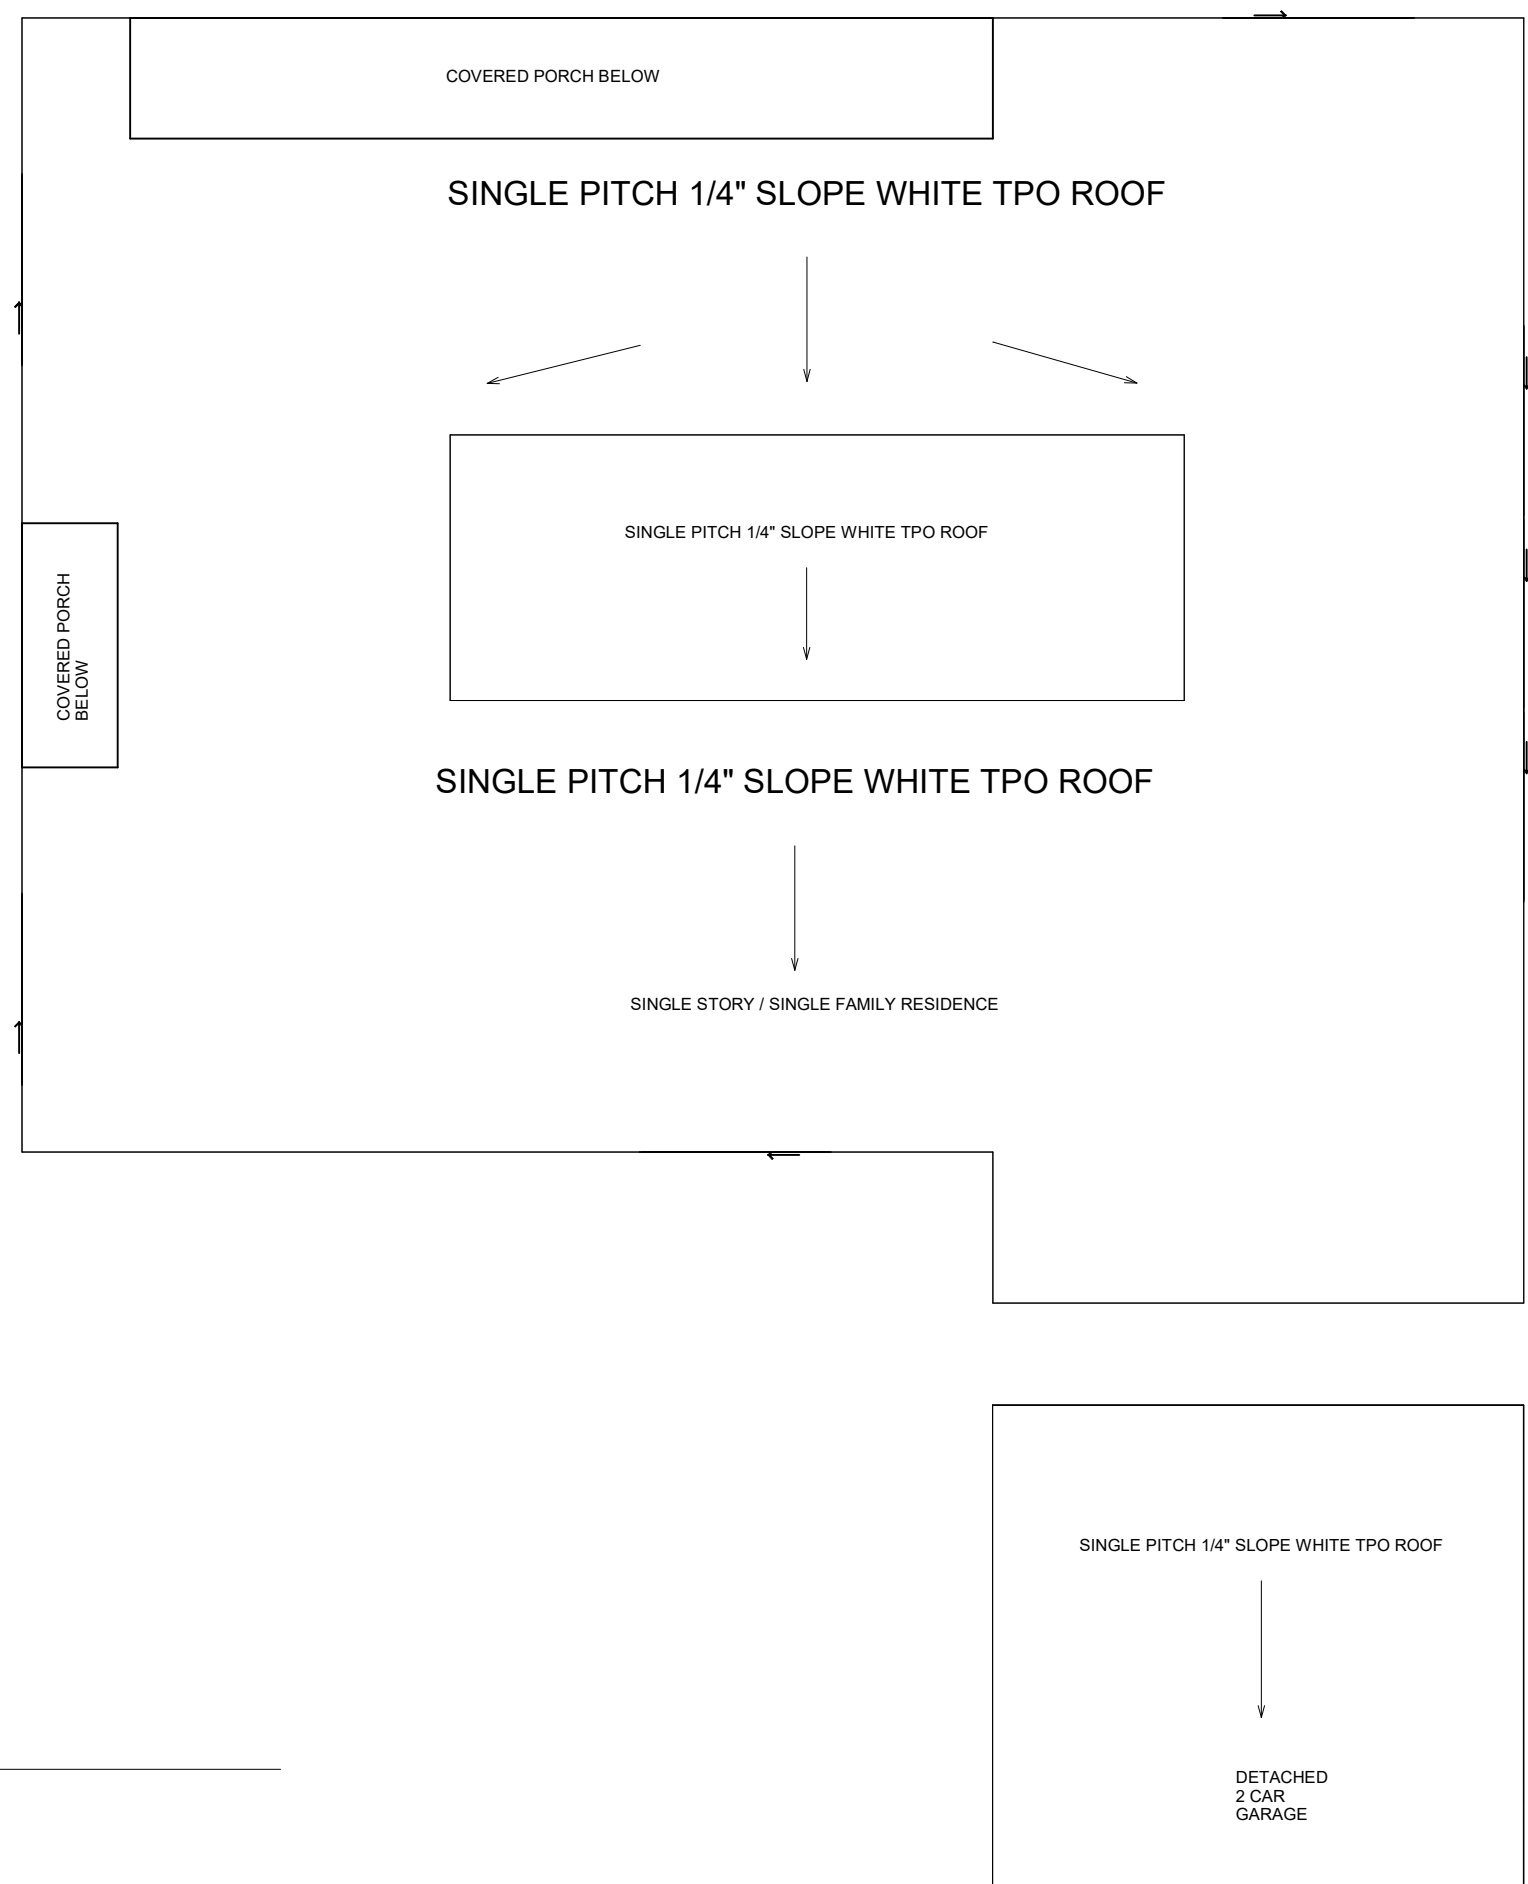 COVERED PORCH BELOW
SINGLE PITCH 1/4" SLOPE WHITE TPO ROOF
SINGLE PITCH 1/4" SLOPE WHITE TPO ROOF
COVERED PORCH
BELOW
SINGLE PITCH 1/4" SLOPE WHITE TPO ROOF
SINGLE STORY / SINGLE FAMILY RESIDENCE
SINGLE PITCH 1/4" SLOPE WHITE TPO ROOF
DETACHED
2 CAR
GARAGE